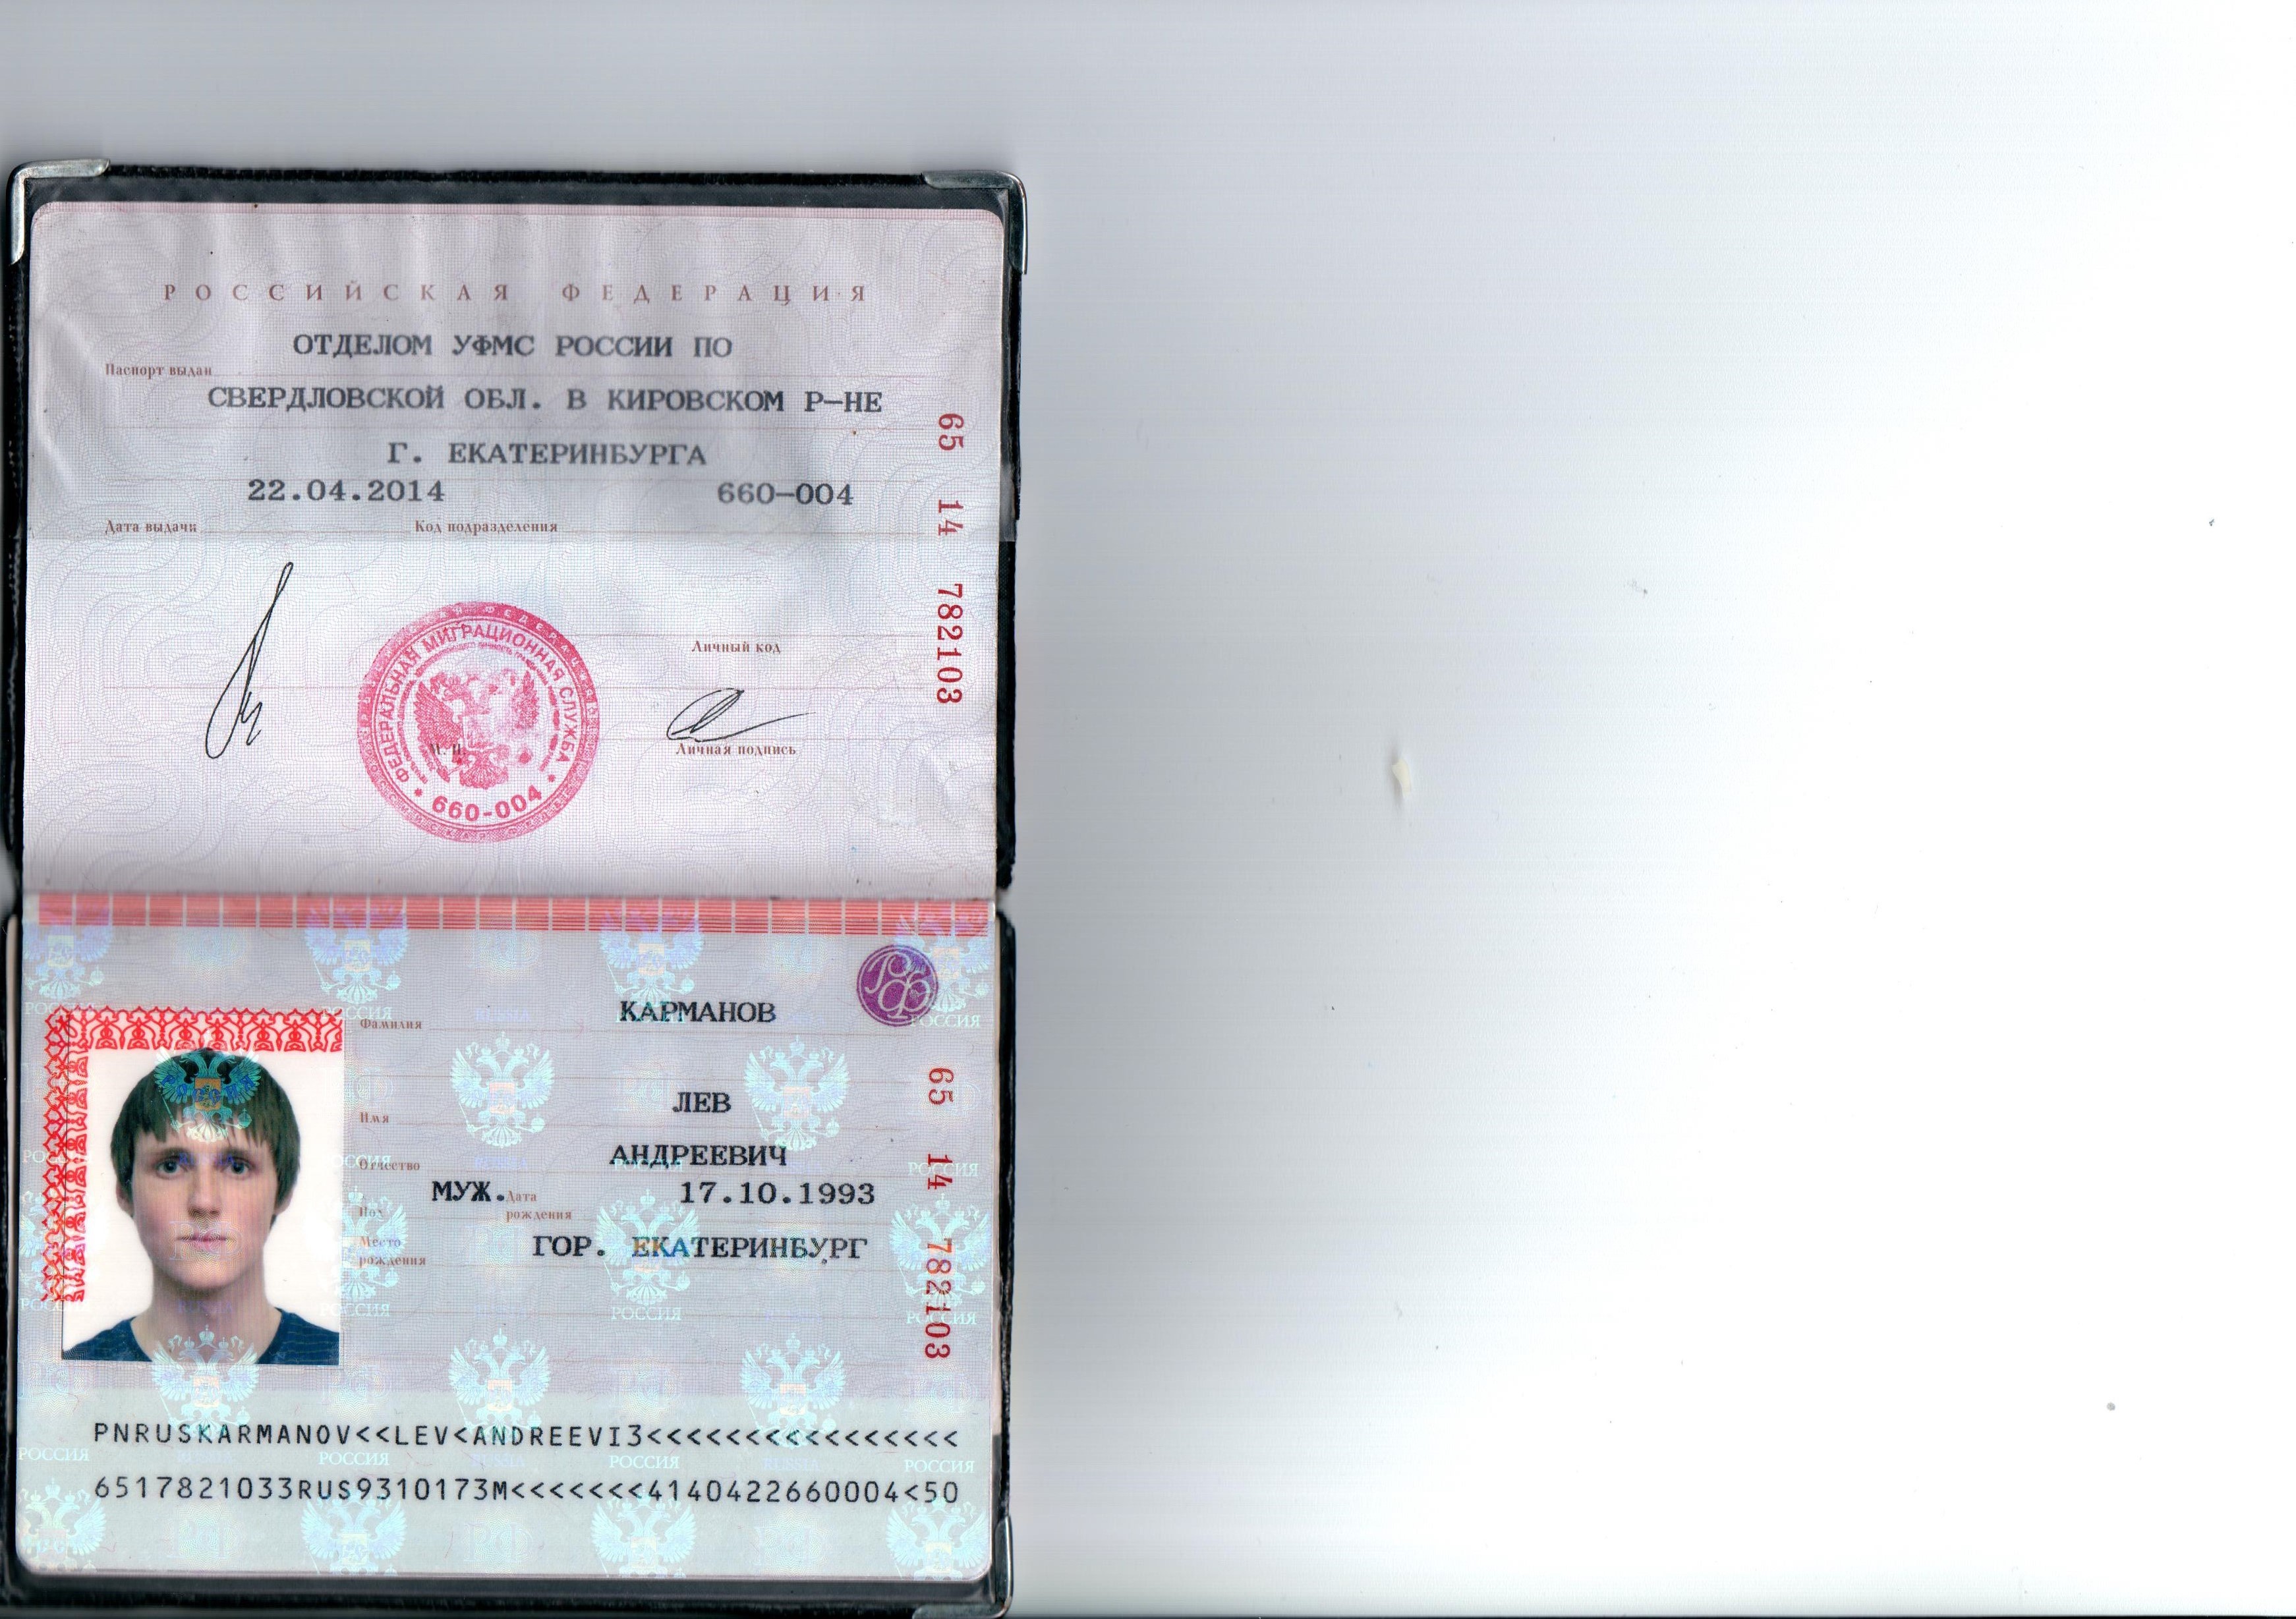 РОССИЙСКАЯ ФЕДЕРАЦИЯ
ОТДЕЛОМ УФМС РОССИИ ПО
Паспорт выдан
СВЕРДЛОВСКОЙ ОБЛ. В КИРОВСКОМ Р-НЕ
Г. ЕКАТЕРИНБУРГА
22.04.2014 660-004
Дата выдачи Код подразделения
65 14 782103
Личный код
ФЕДЕРАЛЬНАЯ МИГРАЦИОННАЯ СЛУЖБА
М. П.
660-004
Личная подпись
КАРМАНОВ
Фамилия
ЛЕВ
Имя
АНДРЕЕВИЧ
Отчество
МУЖ. Дата 17.10.1993
Пол рождения
Место ГОР. ЕКАТЕРИНБУРГ
рождения
65 14 782103
РОССИЯ
RUSSIA
PNRUSKARMANOV<<LEV<ANDREEVI3<<<<<<<<<<<<<<<<
6517821033RUS9310173M<<<<<<<4140422660004<50